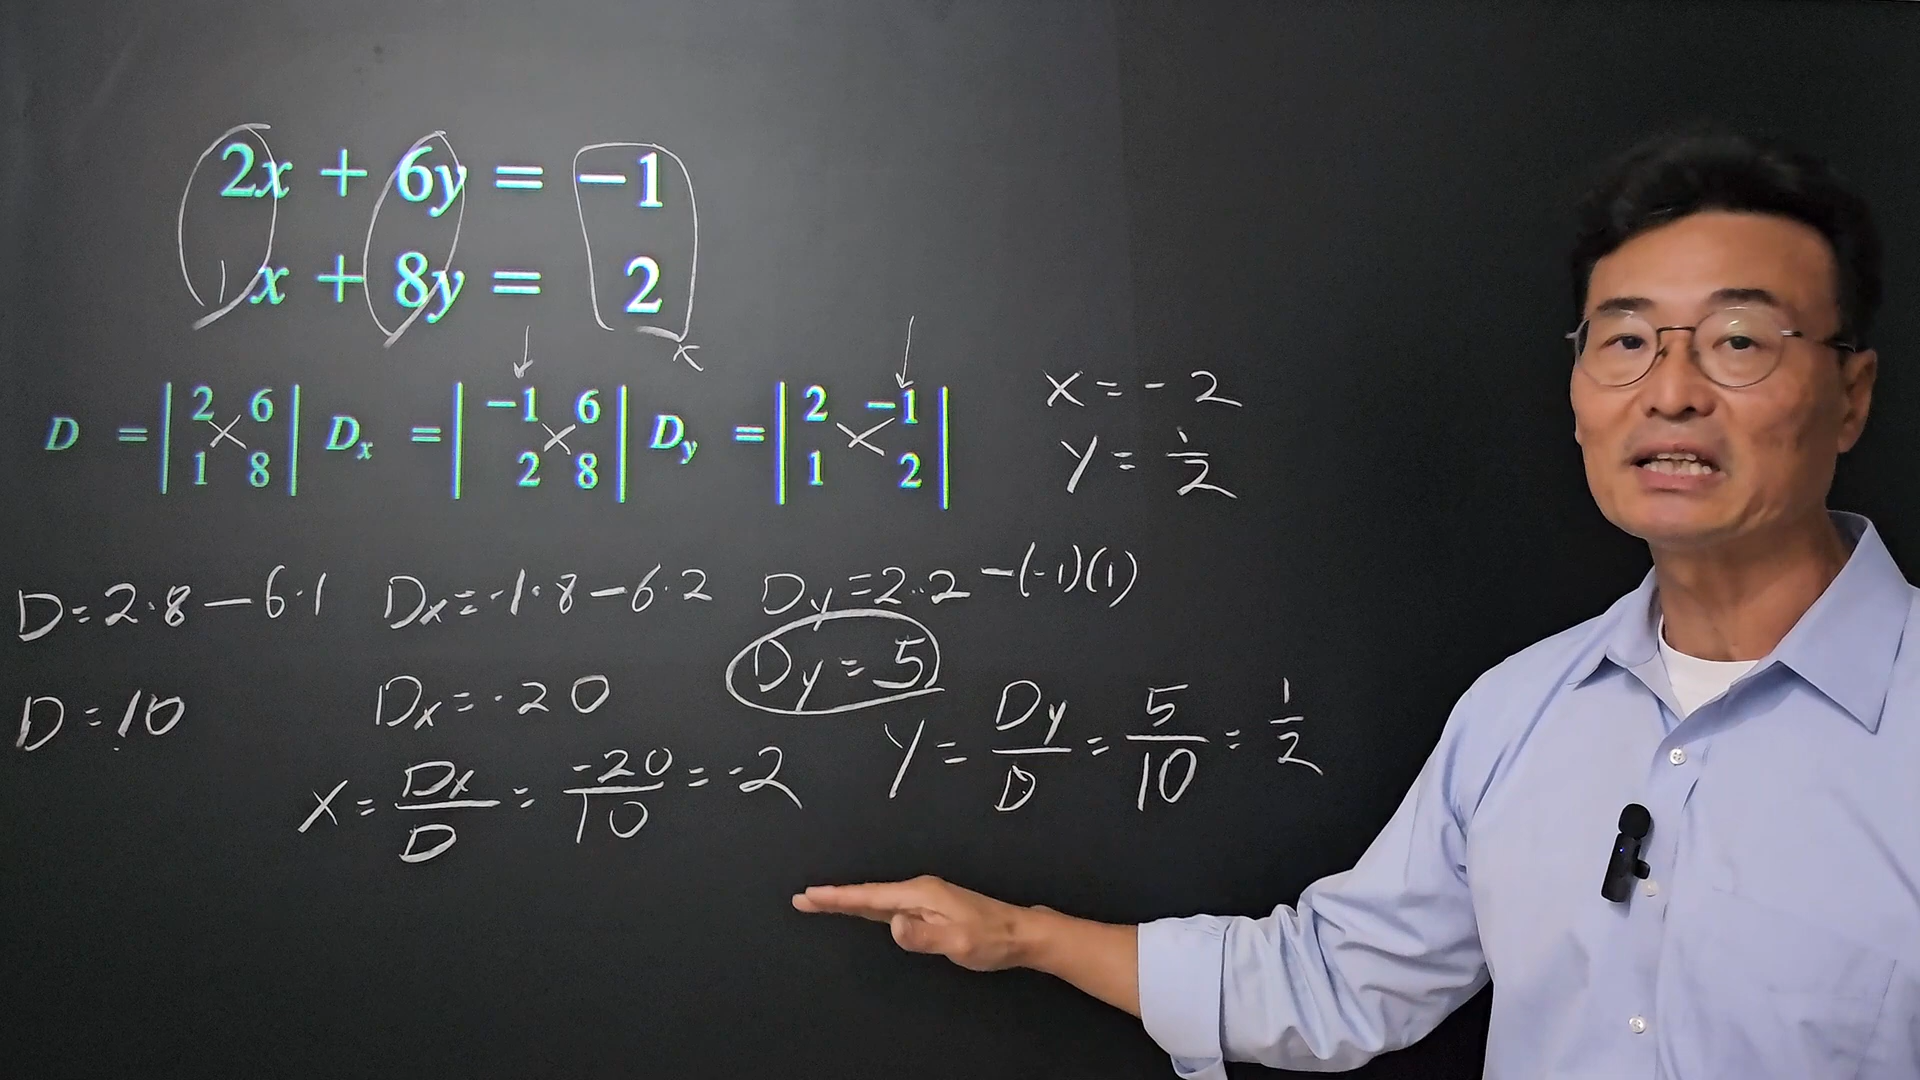 2x + 6y = -1
1x + 8y = 2
D = | 2 6 | Dx = | -1 6 | Dy = | 2 -1 |
| 1 8 | | 2 8 | | 1 2 |
x = -2
y = 1/2
D = 2·8 - 6·1 Dx = -1·8 - 6·2 Dy = 2·2 - (-1)(1)
D = 10 Dx = -20 Dy = 5
x = Dx/D = -20/10 = -2 y = Dy/D = 5/10 = 1/2